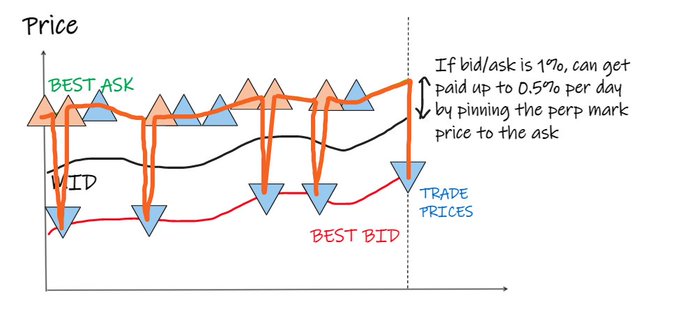 Price
BEST ASK
If bid/ask is 1%, can get
paid up to 0.5% per day
by pinning the perp mark
price to the ask
MID
TRADE
PRICES
BEST BID